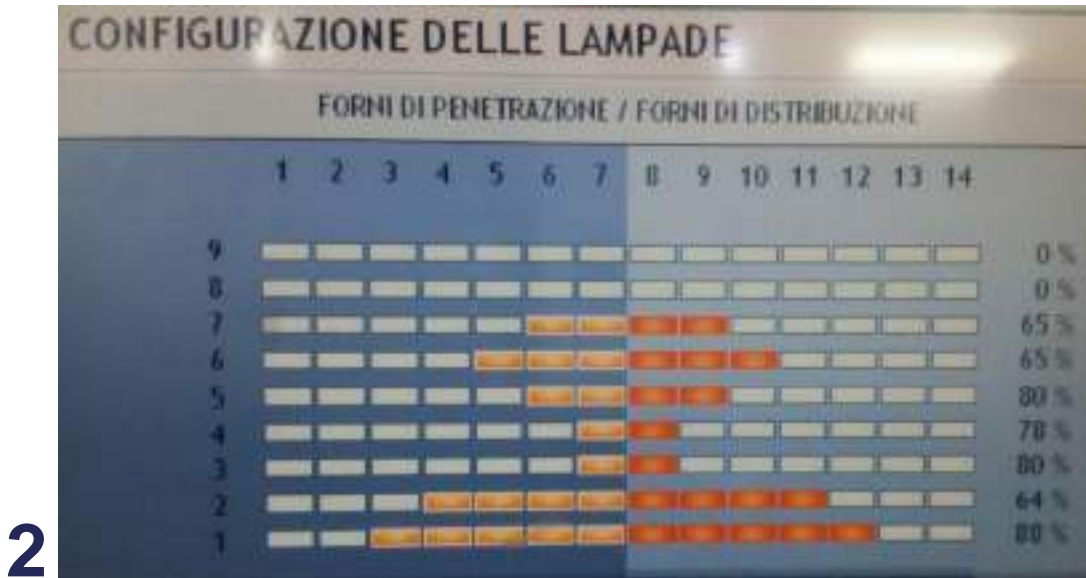 CONFIGURAZIONE DELLE LAMPADE
FORNI DI PENETRAZIONE / FORNI DI DISTRIBUZIONE
1 2 3 4 5 6 7 8 9 10 11 12 13 14
9 0 %
8 0 %
7 65 %
6 65 %
5 80 %
4 78 %
3 80 %
2 64 %
1 80 %
2